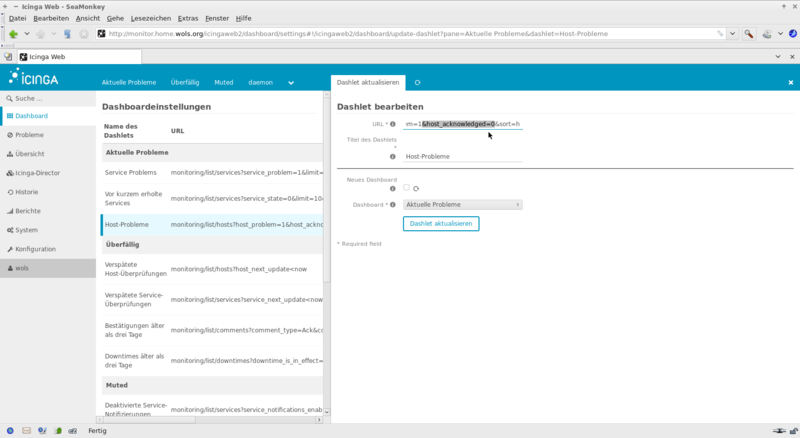 Icinga Web - SeaMonkey
Datei Bearbeiten Ansicht Gehe Lesezeichen Extras Fenster Hilfe
http://monitor.home.wols.org/icingaweb2/dashboard/settings#!/icingaweb2/dashboard/update-dashlet?pane=Aktuelle Probleme&dashlet=Host-Probleme
Icinga Web
icinga
Aktuelle Probleme Überfällig Muted daemon
Dashlet aktualisieren
Suche ...
Dashboard
Probleme
Übersicht
Icinga-Director
Historie
Berichte
System
Konfiguration
wols
Dashboardeinstellungen
Name des Dashlets URL
Aktuelle Probleme
Service Problems monitoring/list/services?service_problem=1&limit=
Vor kurzem erholte Services monitoring/list/services?service_state=0&limit=10
Host-Probleme monitoring/list/hosts?host_problem=1&host_ackno
Überfällig
Verspätete Host-Überprüfungen monitoring/list/hosts?host_next_update<now
Verspätete Service-Überprüfungen monitoring/list/services?service_next_update<now
Bestätigungen älter als drei Tage monitoring/list/comments?comment_type=Ack&c
Downtimes älter als drei Tage monitoring/list/downtimes?downtime_is_in_effect=
Muted
Deaktivierte Service-Notifizierungen monitoring/list/services?service_notifications_enab
Dashlet bearbeiten
URL * m=1&host_acknowledged=0&sort=h
Titel des Dashlets *
Host-Probleme
Neues Dashboard
Dashboard * Aktuelle Probleme
Dashlet aktualisieren
* Required field
Fertig